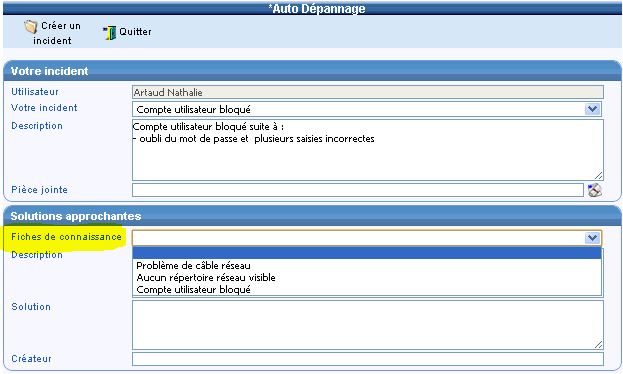 *Auto Dépannage
Créer un
incident
Quitter
Votre incident
Utilisateur
Artaud Nathalie
Votre incident
Compte utilisateur bloqué
Description
Compte utilisateur bloqué suite à :
- oubli du mot de passe et plusieurs saisies incorrectes
Pièce jointe
Solutions approchantes
Fiches de connaissance
Description
Problème de câble réseau
Aucun répertoire réseau visible
Compte utilisateur bloqué
Solution
Créateur